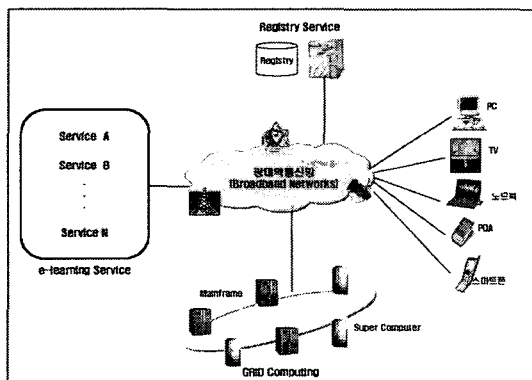 Registry Service
Registry
Service A
Service B
Service N
e-learning Service
광대역통신망
(Broadband Networks)
PC
TV
노트북
PDA
스마트폰
Mainframe
Super Computer
GRID Computing